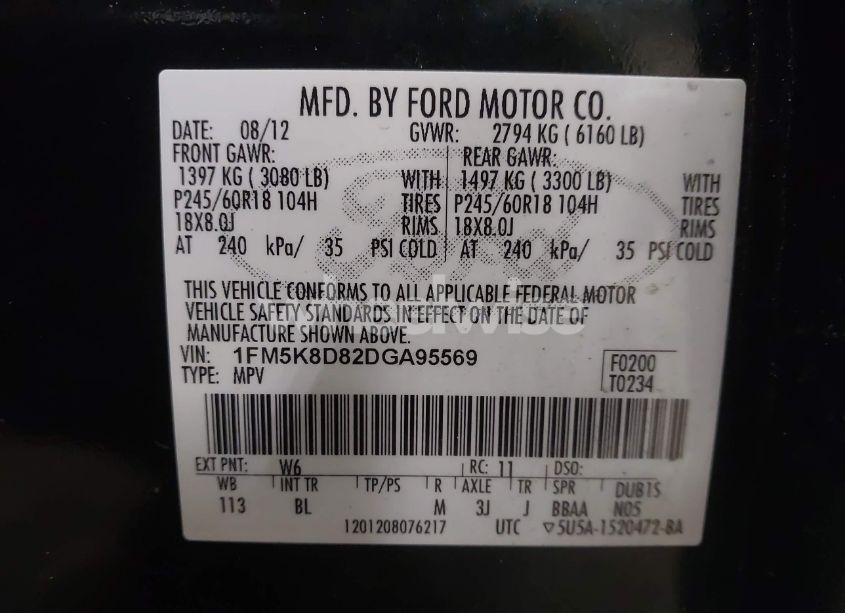 MFD. BY FORD MOTOR CO.
DATE: 08/12 GVWR: 2794 KG ( 6160 LB)
FRONT GAWR: REAR GAWR:
1397 KG ( 3080 LB) WITH 1497 KG ( 3300 LB) WITH
P245/60R18 104H TIRES P245/60R18 104H TIRES
18X8.0J RIMS 18X8.0J RIMS
AT 240 kPa/ 35 PSI COLD AT 240 kPa/ 35 PSI COLD
THIS VEHICLE CONFORMS TO ALL APPLICABLE FEDERAL MOTOR
VEHICLE SAFETY STANDARDS IN EFFECT ON THE DATE OF
MANUFACTURE SHOWN ABOVE.
VIN: 1FM5K8D82DGA95569 F0200
TYPE: MPV T0234
EXT PNT: W6 RC: 11 DSO:
WB INT TR TP/PS R AXLE TR SPR DUB1S
113 BL M 3J J BBAA N05
1201208076217 UTC ▽5U5A-1520472-BA